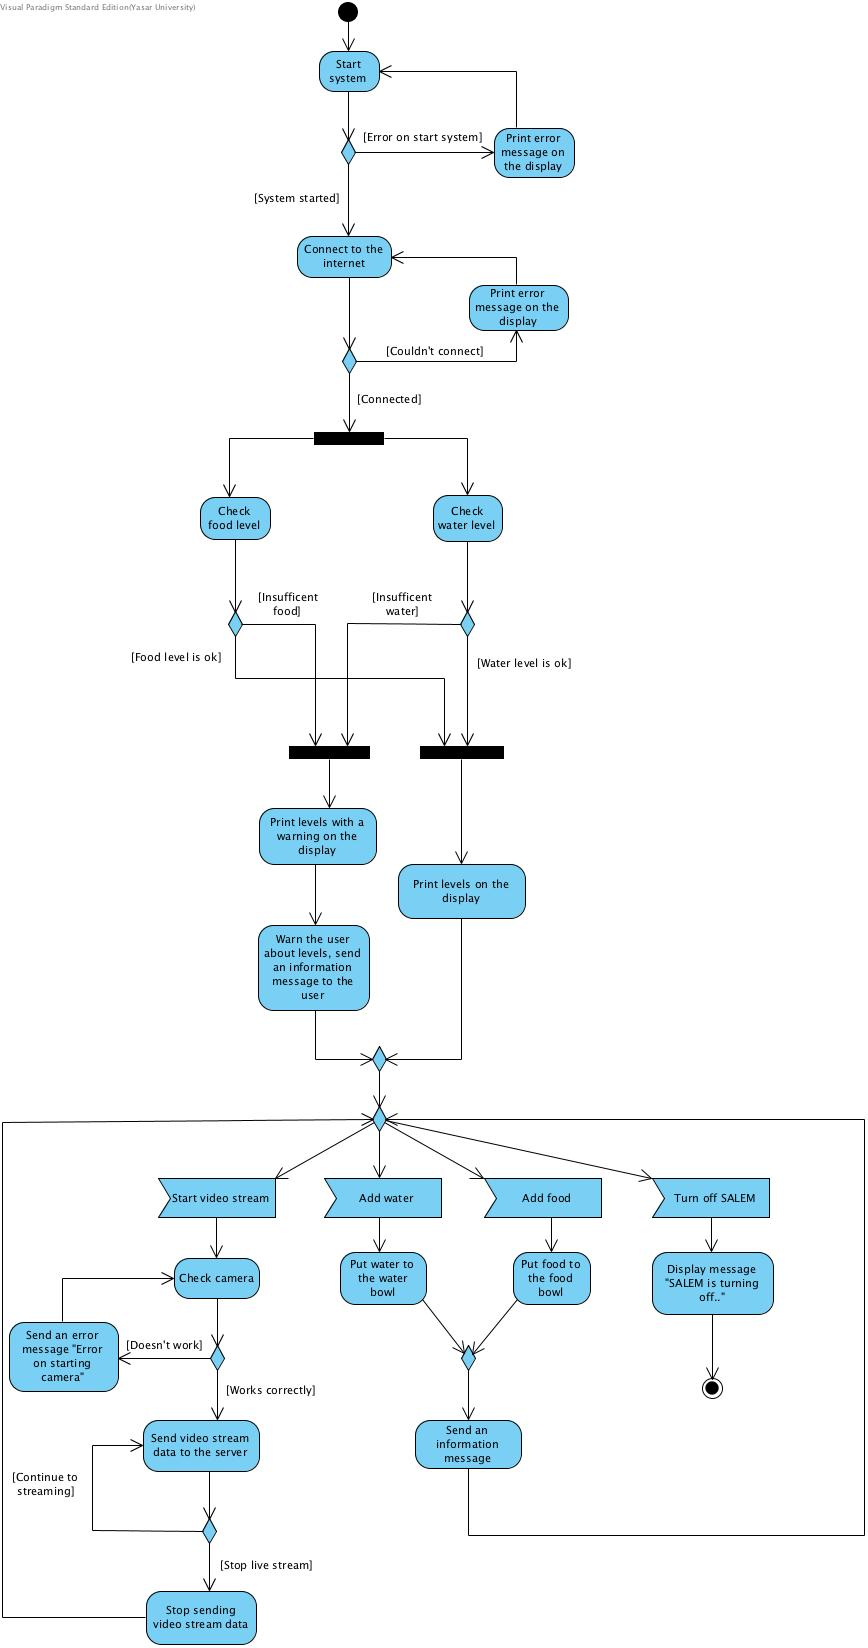 Visual Paradigm Standard Edition(Yasar University)
Start
system
[Error on start system]
Print error
message on
the display
[System started]
Connect to the
internet
Print error
message on the
display
[Couldn't connect]
[Connected]
Check
food level
Check
water level
[Insufficent
food]
[Insufficent
water]
[Food level is ok]
[Water level is ok]
Print levels with a
warning on the
display
Print levels on the
display
Warn the user
about levels, send
an information
message to the
user
Start video stream
Add water
Add food
Turn off SALEM
Check camera
Put water to
the water
bowl
Put food to
the food
bowl
Display message
"SALEM is turning
off.."
Send an error
message "Error
on starting
camera"
[Doesn't work]
[Works correctly]
Send video stream
data to the server
Send an
information
message
[Continue to
streaming]
[Stop live stream]
Stop sending
video stream data